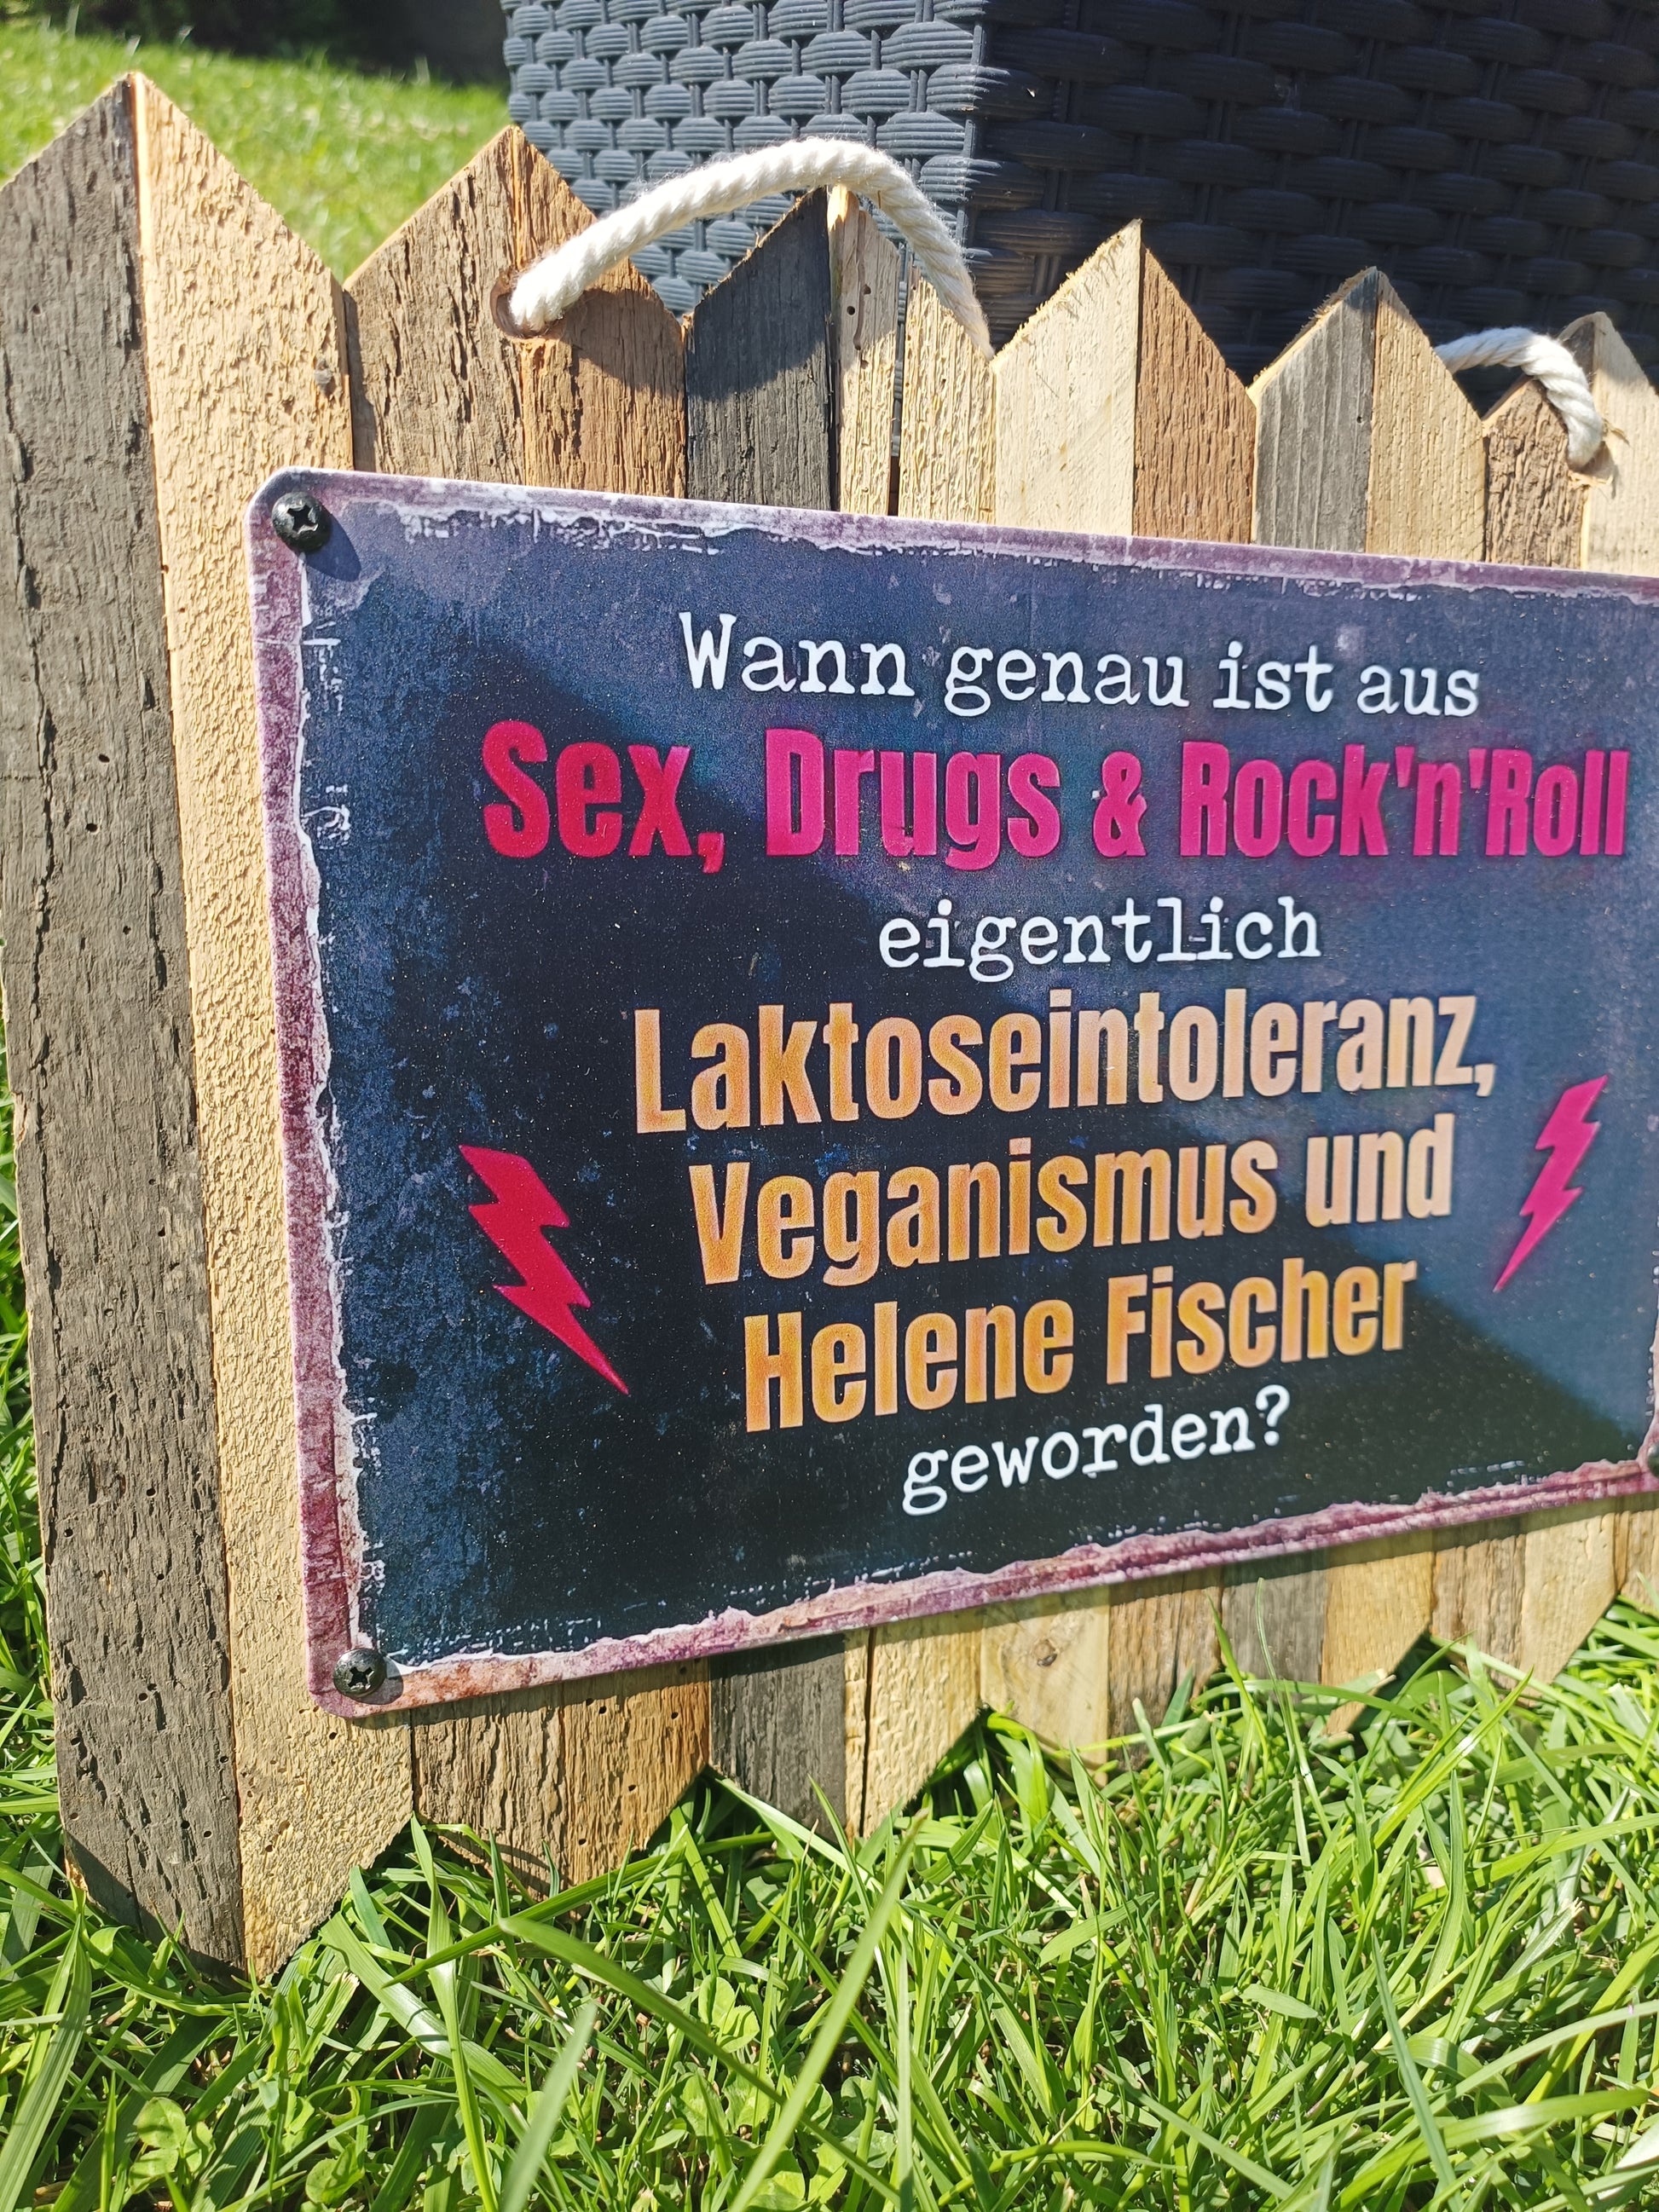 Wann genau ist aus
Sex, Drugs & Rock'n'Roll
eigentlich
Laktoseintoleranz,
Veganismus und
Helene Fischer
geworden?